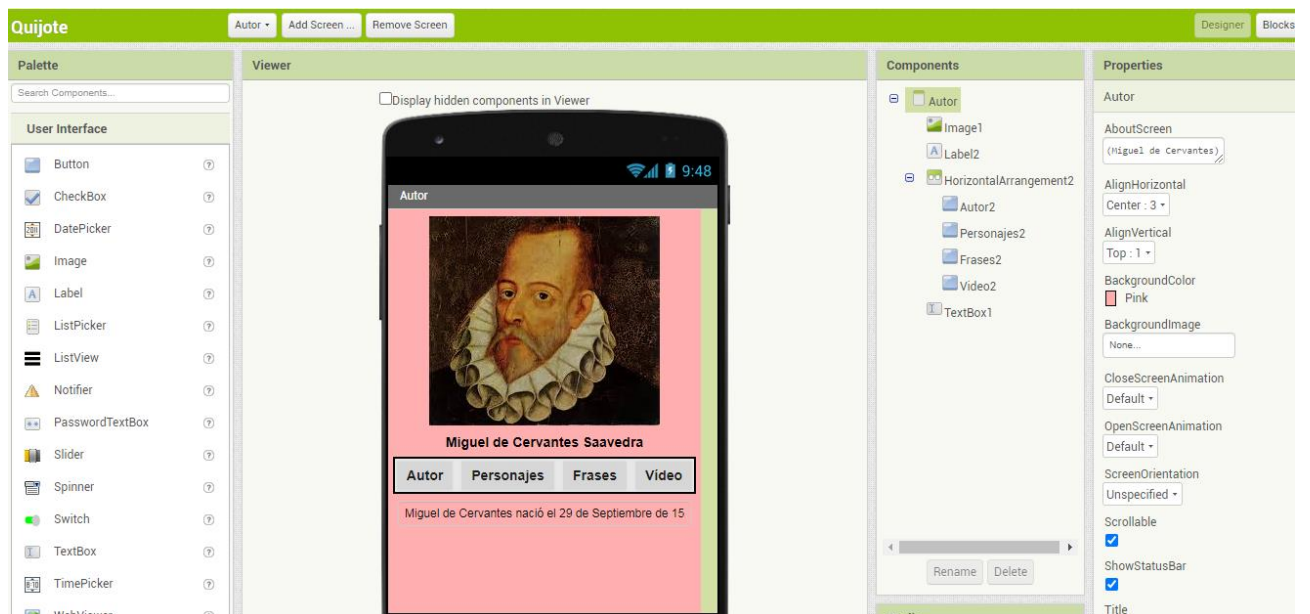 Quijote
Autor
Add Screen ...
Remove Screen
Designer
Blocks
Palette
Search Components...
User Interface
Button
CheckBox
DatePicker
Image
Label
ListPicker
ListView
Notifier
PasswordTextBox
Slider
Spinner
Switch
TextBox
TimePicker
WebViewer
Viewer
Display hidden components in Viewer
9:48
Autor
Miguel de Cervantes Saavedra
Autor Personajes Frases Vídeo
Miguel de Cervantes nació el 29 de Septiembre de 15
Components
Autor
Image1
Label2
HorizontalArrangement2
Autor2
Personajes2
Frases2
Video2
TextBox1
Rename Delete
Properties
Autor
AboutScreen
(Miguel de Cervantes)
AlignHorizontal
Center : 3
AlignVertical
Top : 1
BackgroundColor
Pink
BackgroundImage
None...
CloseScreenAnimation
Default
OpenScreenAnimation
Default
ScreenOrientation
Unspecified
Scrollable
ShowStatusBar
Title